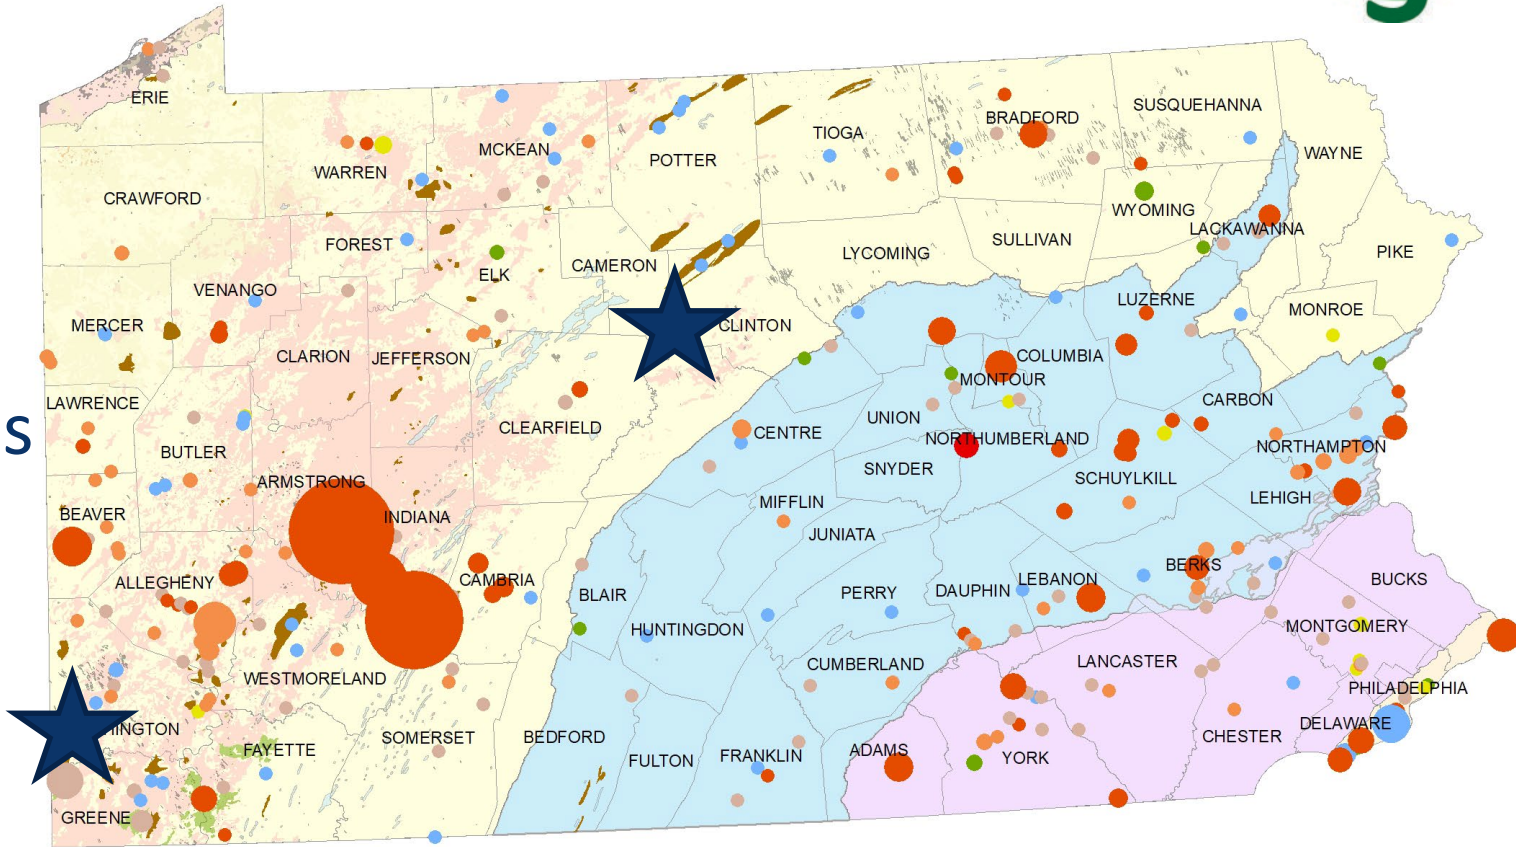 g
ERIE
SUSQUEHANNA
BRADFORD
TIOGA
MCKEAN
WAYNE
POTTER
WARREN
CRAWFORD
WYOMING
LACKAWANNA
FOREST
SULLIVAN
LYCOMING
PIKE
CAMERON
ELK
VENANGO
LUZERNE
MONROE
MERCER
CLINTON
CLARION
JEFFERSON
COLUMBIA
MONTOUR
CARBON
LAWRENCE
UNION
CLEARFIELD
CENTRE
s
NORTHUMBERLAND
NORTHAMPTON
BUTLER
SNYDER
SCHUYLKILL
ARMSTRONG
LEHIGH
MIFFLIN
BEAVER
INDIANA
JUNIATA
BERKS
ALLEGHENY
CAMBRIA
LEBANON
BUCKS
BLAIR
PERRY
DAUPHIN
HUNTINGDON
MONTGOMERY
CUMBERLAND
LANCASTER
WESTMORELAND
PHILADELPHIA
HINGTON
DELAWARE
SOMERSET
BEDFORD
CHESTER
FAYETTE
ADAMS
FRANKLIN
YORK
FULTON
GREENE